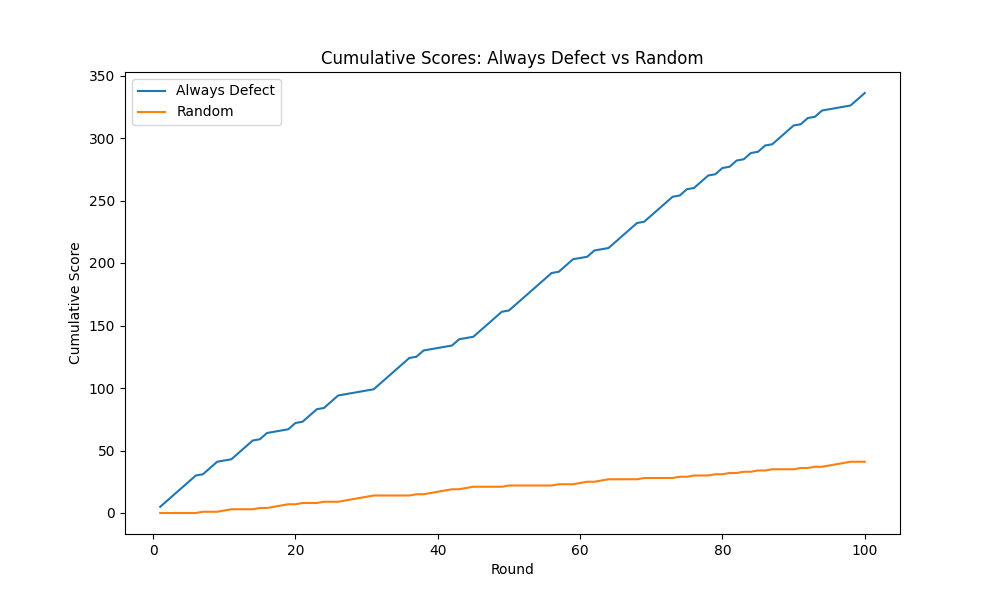 Cumulative Scores: Always Defect vs Random
Always Defect
Random
350
300
250
200
150
100
50
0
Cumulative Score
0 20 40 60 80 100
Round